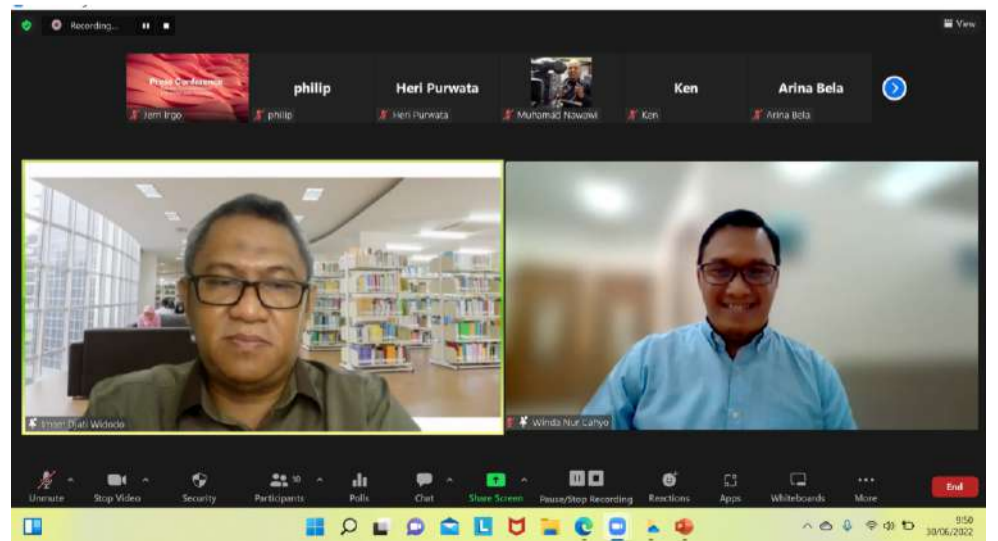 Recording...
View
Press Conference
philip
Heri Purwata
Ken
Arina Bela
Jerri Irgo
philip
Heri Purwata
Muhamad Nawawi
Ken
Arina Bela
Imam Djati Widodo
Winda Nur Cahyo
Unmute
Stop Video
Security
Participants
10
Polls
Chat
Share Screen
Pause/Stop Recording
Reactions
Apps
Whiteboards
More
End
9:50
30/06/2022